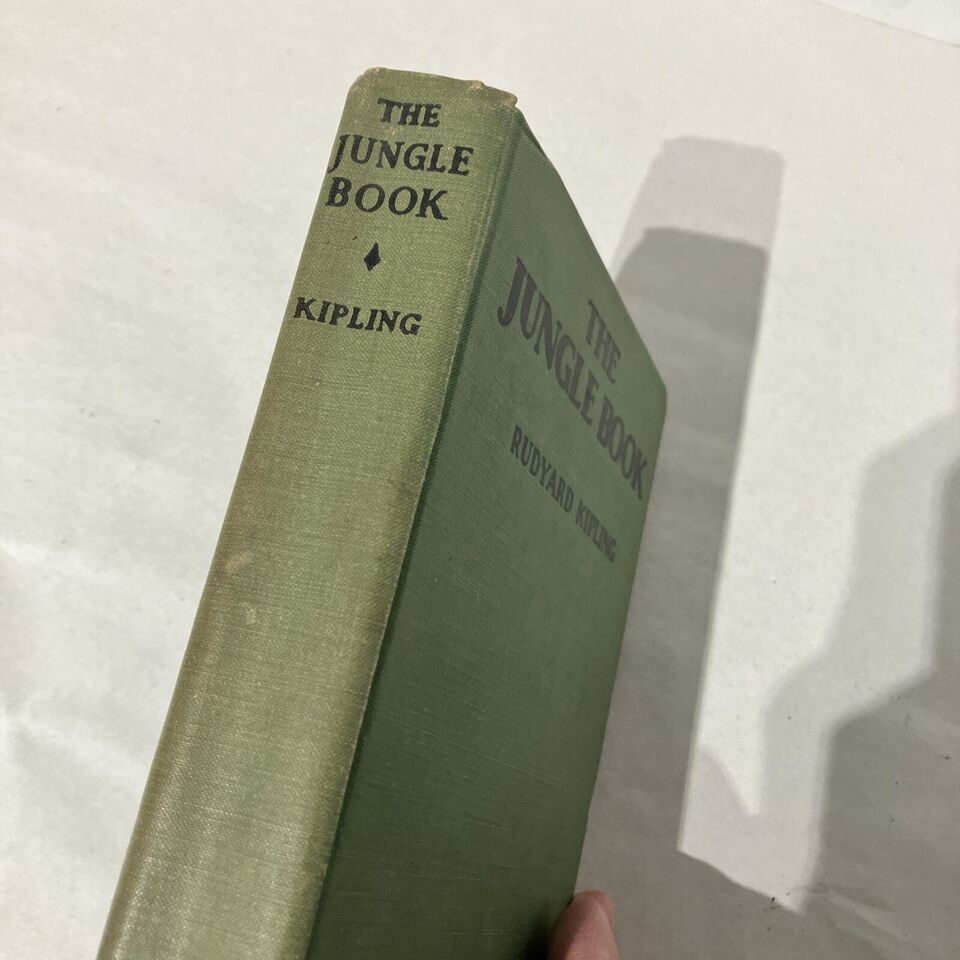 THE
JUNGLE
BOOK
KIPLING
THE
JUNGLE BOOK
RUDYARD KIPLING